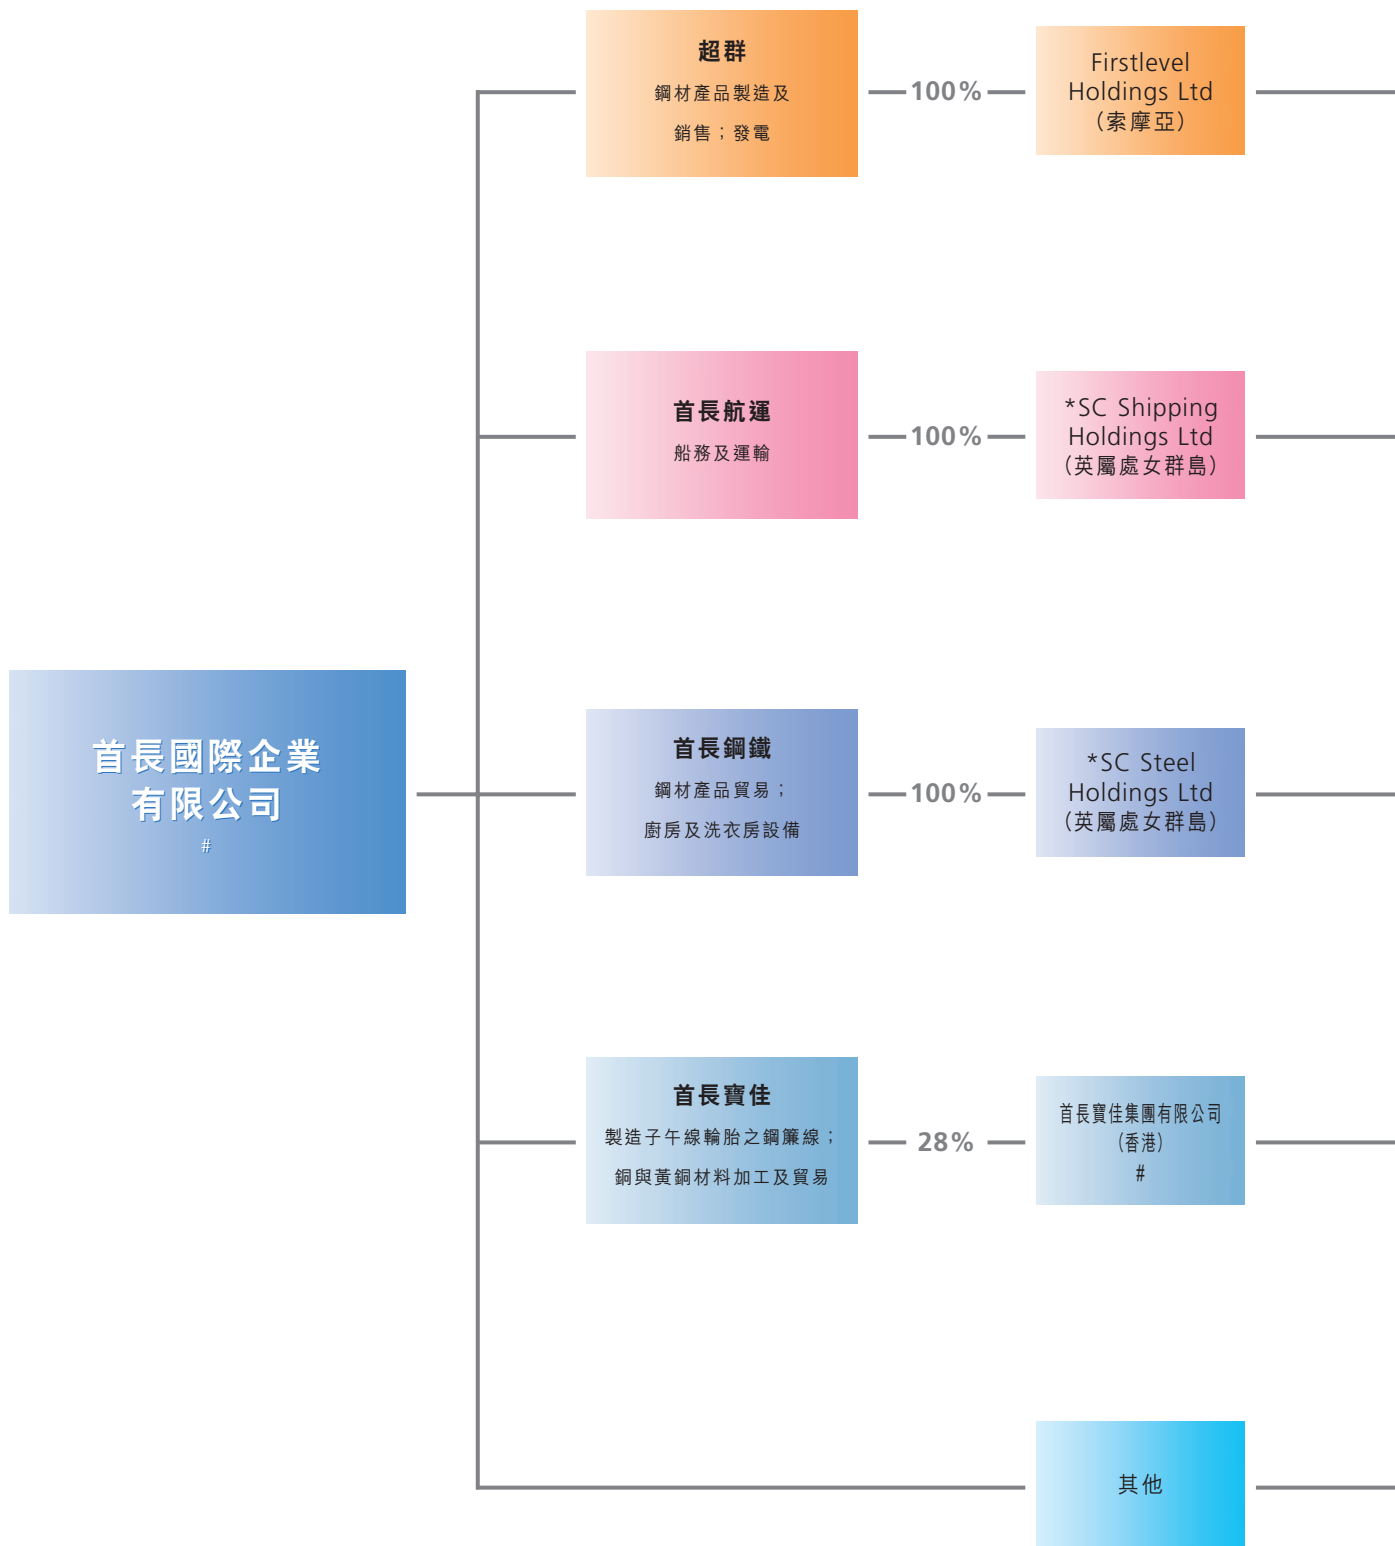 首長國際企業
有限公司
#
超群
鋼材產品製造及
銷售；發電
100%
Firstlevel
Holdings Ltd
（索摩亞）
首長航運
船務及運輸
100%
*SC Shipping
Holdings Ltd
（英屬處女群島）
首長鋼鐵
鋼材產品貿易；
廚房及洗衣房設備
100%
*SC Steel
Holdings Ltd
（英屬處女群島）
首長寶佳
製造子午線輪胎之鋼簾線；
銅與黃銅材料加工及貿易
28%
首長寶佳集團有限公司
（香港）
#
其他